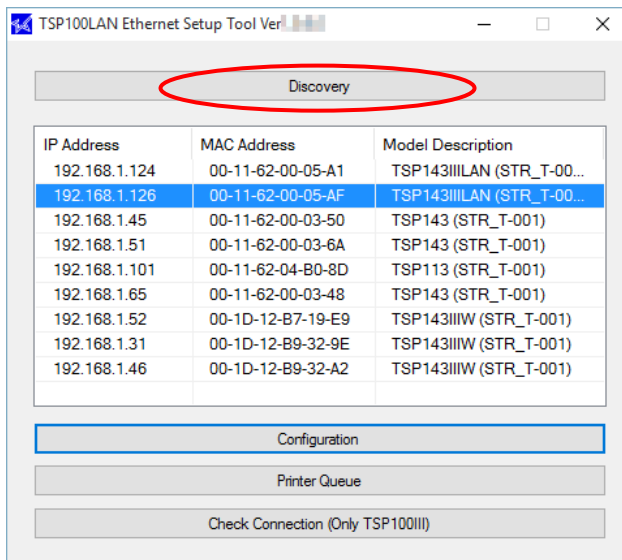 TSP100LAN Ethernet Setup Tool Ver
Discovery
IP Address MAC Address Model Description
192.168.1.124 00-11-62-00-05-A1 TSP143IIILAN (STR_T-00...
192.168.1.126 00-11-62-00-05-AF TSP143IIILAN (STR_T-00...
192.168.1.45 00-11-62-00-03-50 TSP143 (STR_T-001)
192.168.1.51 00-11-62-00-03-6A TSP143 (STR_T-001)
192.168.1.101 00-11-62-04-B0-8D TSP113 (STR_T-001)
192.168.1.65 00-11-62-00-03-48 TSP143 (STR_T-001)
192.168.1.52 00-1D-12-B7-19-E9 TSP143IIIW (STR_T-001)
192.168.1.31 00-1D-12-B9-32-9E TSP143IIIW (STR_T-001)
192.168.1.46 00-1D-12-B9-32-A2 TSP143IIIW (STR_T-001)
Configuration
Printer Queue
Check Connection (Only TSP100III)